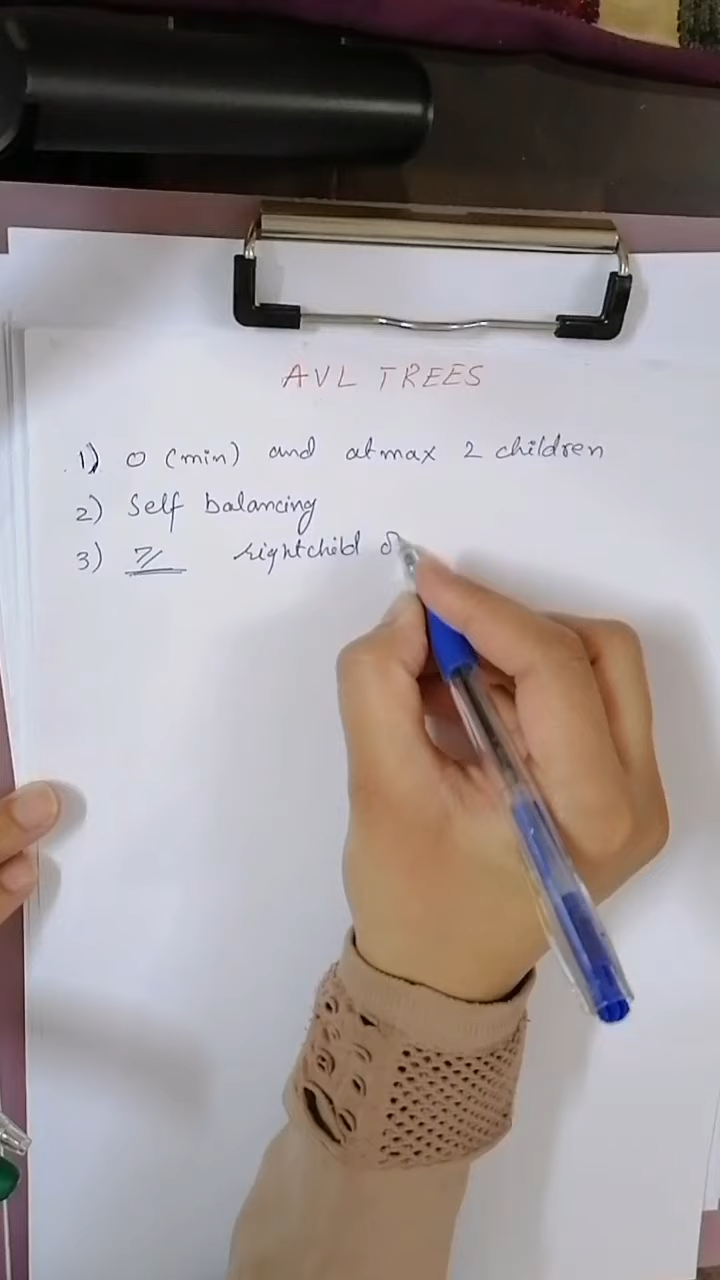 AVL TREES
1) 0 (min) and atmax 2 children
2) Self balancing
3) >/ rightchild